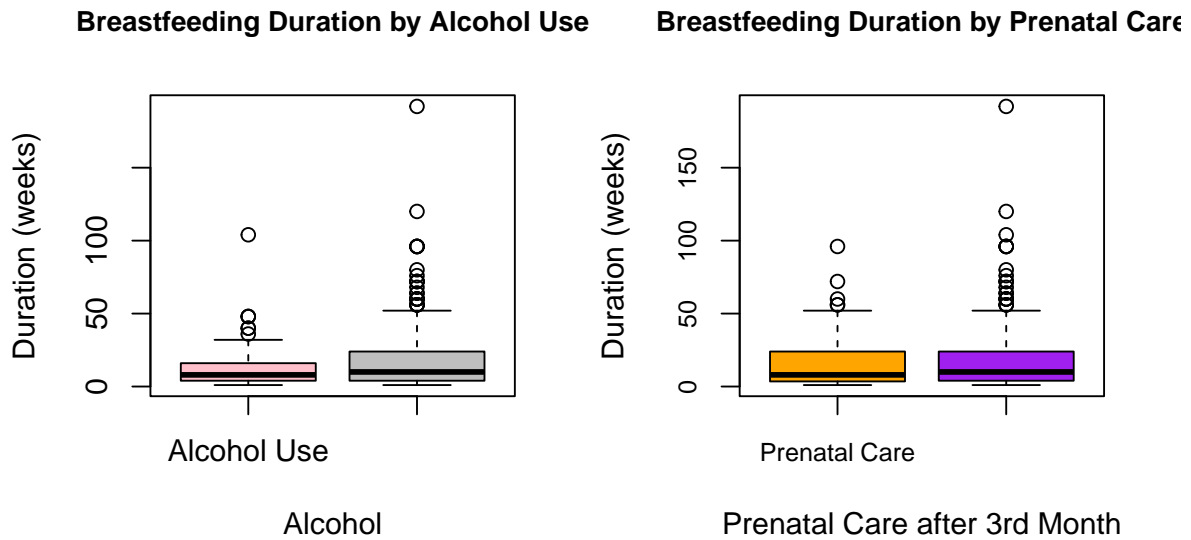 Breastfeeding Duration by Alcohol Use
Duration (weeks)
100
50
0
Alcohol Use
Alcohol
Breastfeeding Duration by Prenatal Care
Duration (weeks)
150
100
50
0
Prenatal Care
Prenatal Care after 3rd Month